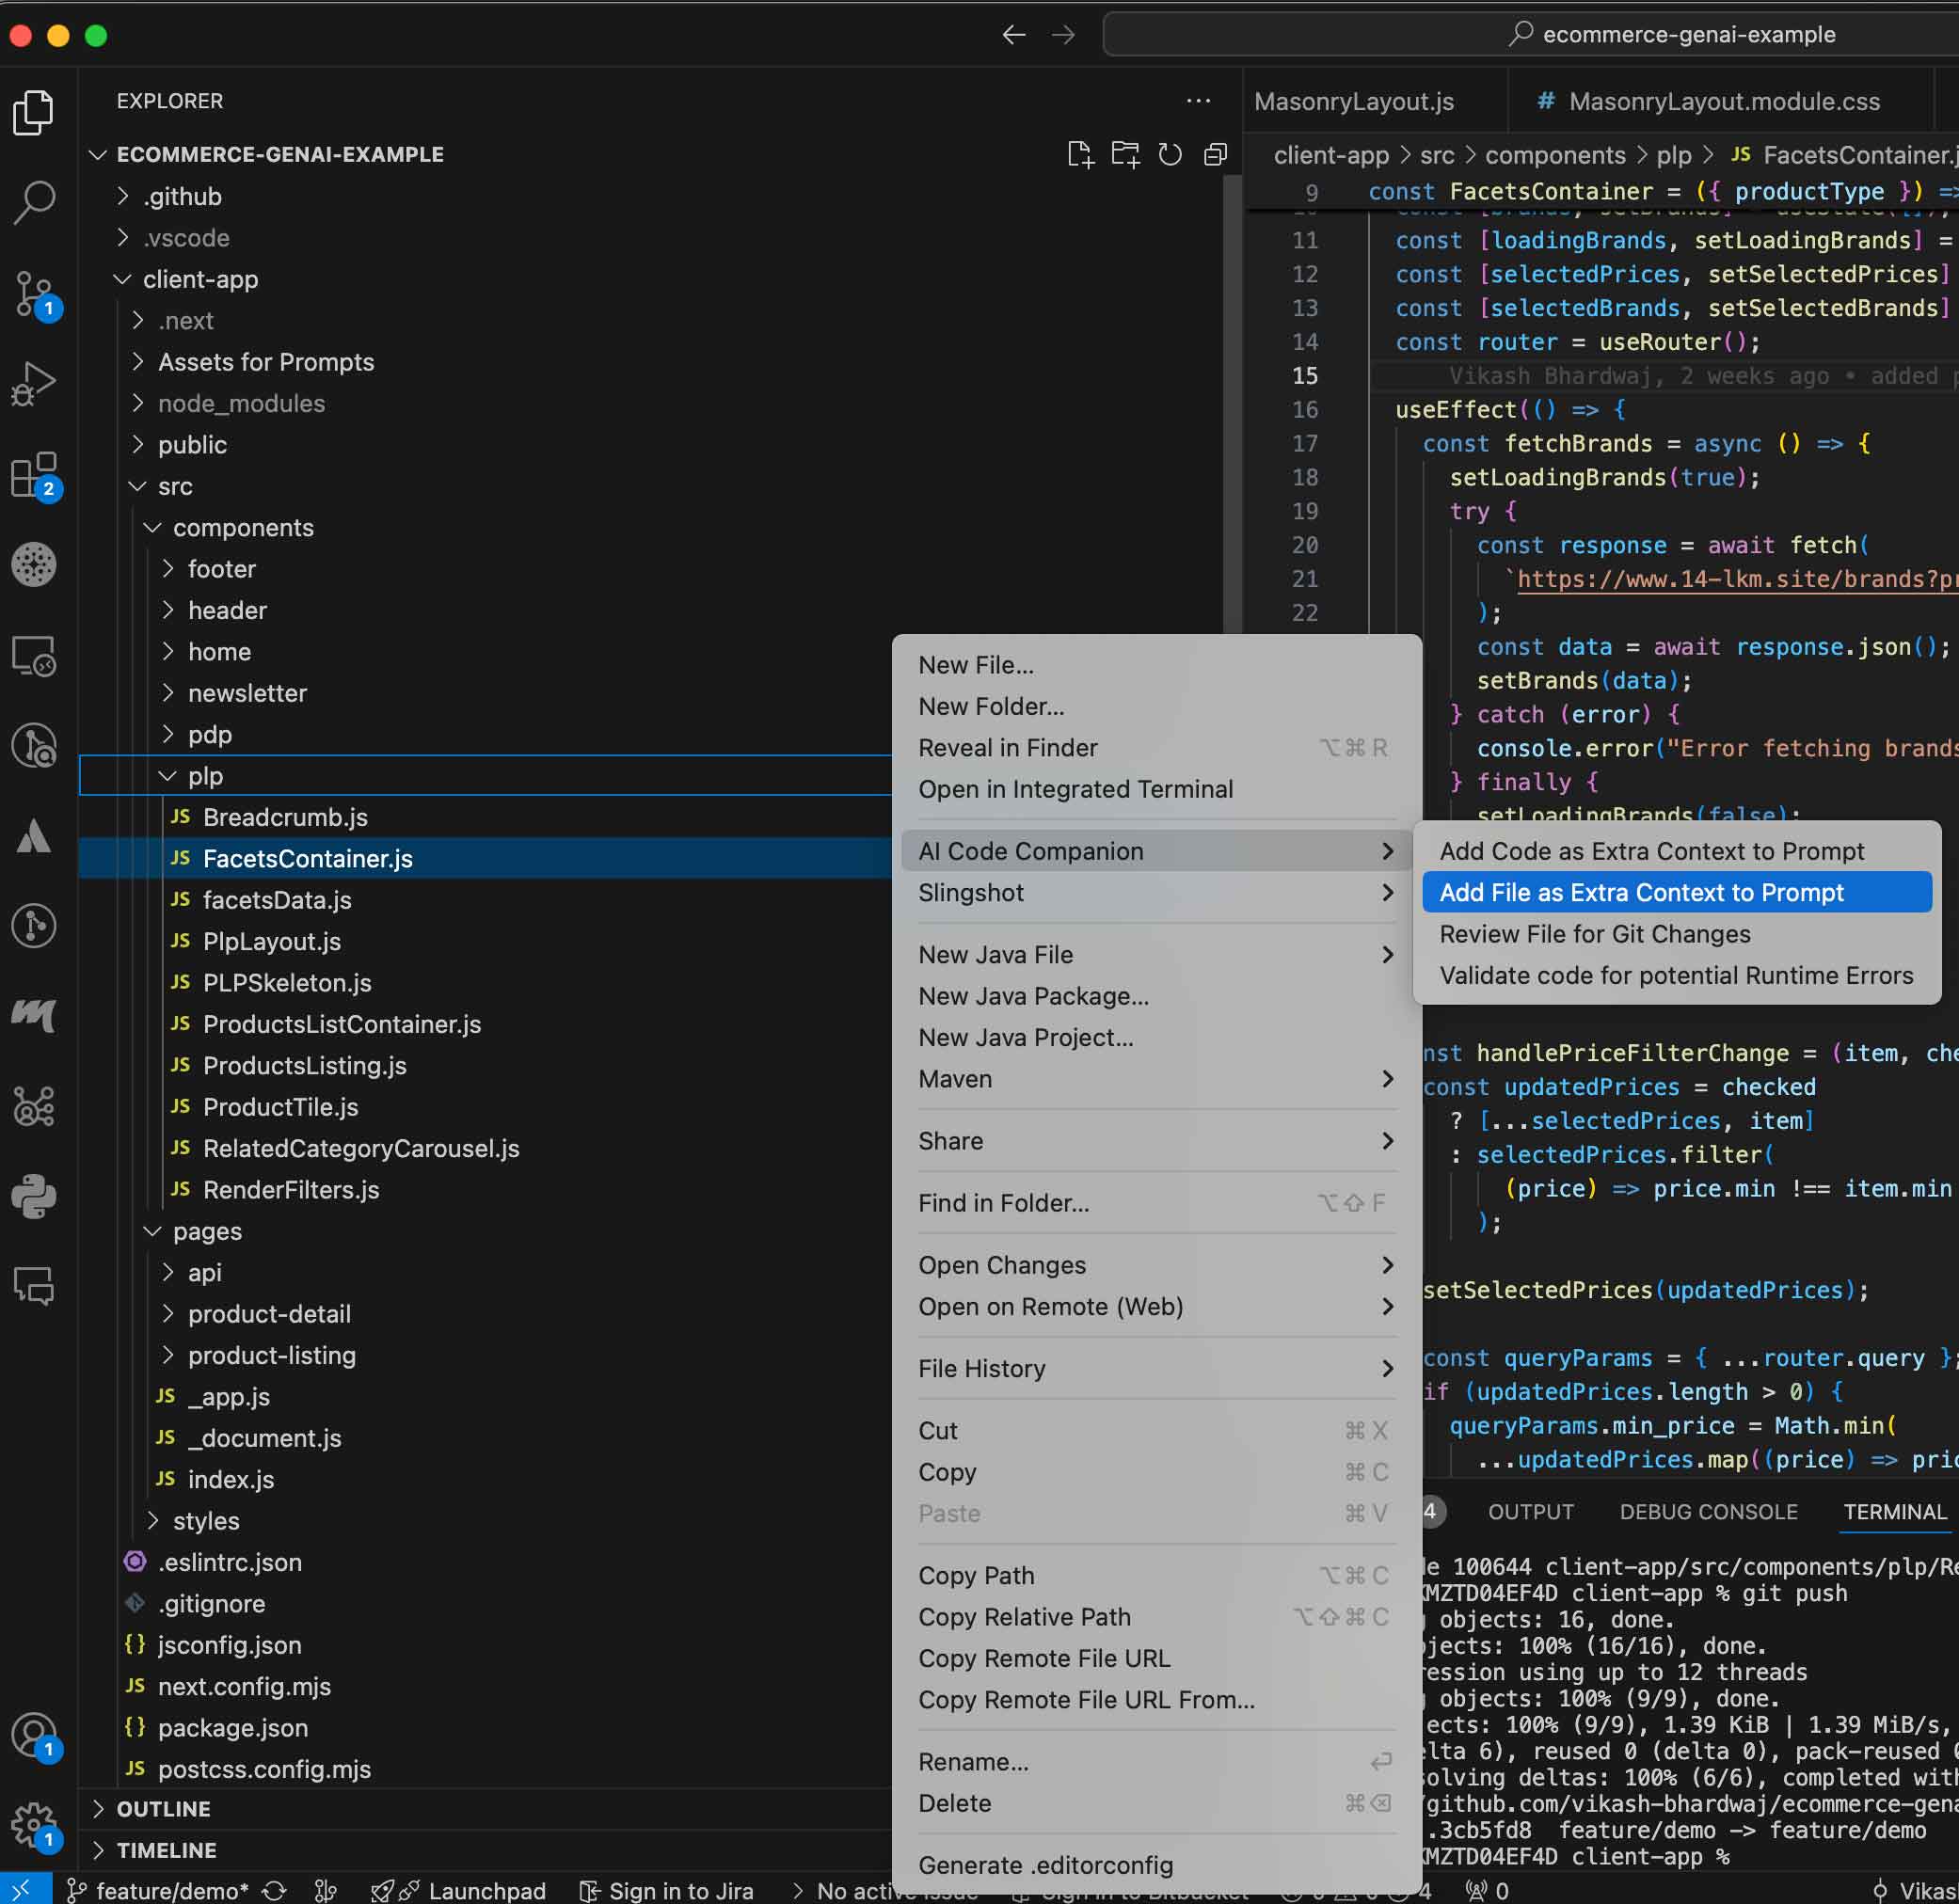 ecommerce-genai-example
EXPLORER
ECOMMERCE-GENAI-EXAMPLE
.github
.vscode
client-app
.next
Assets for Prompts
node_modules
public
src
components
footer
header
home
newsletter
pdp
plp
JS Breadcrumb.js
JS FacetsContainer.js
JS facetsData.js
JS PlpLayout.js
JS PLPSkeleton.js
JS ProductsListContainer.js
JS ProductsListing.js
JS ProductTile.js
JS RelatedCategoryCarousel.js
JS RenderFilters.js
pages
api
product-detail
product-listing
JS _app.js
JS _document.js
JS index.js
styles
.eslintrc.json
.gitignore
{} jsconfig.json
JS next.config.mjs
{} package.json
JS postcss.config.mjs
OUTLINE
TIMELINE
1
2
1
1
MasonryLayout.js
# MasonryLayout.module.css
client-app > src > components > plp > JS FacetsContainer.j
9 const FacetsContainer = ({ productType }) =>
11 const [loadingBrands, setLoadingBrands] =
12 const [selectedPrices, setSelectedPrices]
13 const [selectedBrands, setSelectedBrands]
14 const router = useRouter();
15 Vikash Bhardwaj, 2 weeks ago • added
16 useEffect(() => {
17 const fetchBrands = async () => {
18 setLoadingBrands(true);
19 try {
20 const response = await fetch(
21 `https://www.14-lkm.site/brands?pr
22 );
const data = await response.json();
setBrands(data);
} catch (error) {
console.error("Error fetching brands
} finally {
setLoadingBrands(false);
nst handlePriceFilterChange = (item, che
const updatedPrices = checked
? [...selectedPrices, item]
: selectedPrices.filter(
(price) => price.min !== item.min
);
setSelectedPrices(updatedPrices);
const queryParams = { ...router.query };
if (updatedPrices.length > 0) {
queryParams.min_price = Math.min(
...updatedPrices.map((price) => pric
New File...
New Folder...
Reveal in Finder ⌥⌘R
Open in Integrated Terminal
AI Code Companion
Slingshot
New Java File
New Java Package...
New Java Project...
Maven
Share
Find in Folder... ⌥⇧F
Open Changes
Open on Remote (Web)
File History
Cut ⌘X
Copy ⌘C
Paste ⌘V
Copy Path ⌥⌘C
Copy Relative Path ⌥⇧⌘C
Copy Remote File URL
Copy Remote File URL From...
Rename... ⏎
Delete ⌘⌫
Generate .editorconfig
Add Code as Extra Context to Prompt
Add File as Extra Context to Prompt
Review File for Git Changes
Validate code for potential Runtime Errors
4 OUTPUT DEBUG CONSOLE TERMINAL
de 100644 client-app/src/components/plp/Re
MZTD04EF4D client-app % git push
objects: 16, done.
jects: 100% (16/16), done.
ression using up to 12 threads
objects: 100% (9/9), done.
ects: 100% (9/9), 1.39 KiB | 1.39 MiB/s,
lta 6), reused 0 (delta 0), pack-reused
olving deltas: 100% (6/6), completed with
/github.com/vikash-bhardwaj/ecommerce-gena
.3cb5fd8 feature/demo -> feature/demo
MZTD04EF4D client-app %
feature/demo* Launchpad Sign in to Jira No active issue Sign in to Bitbucket 4 0 Vikas